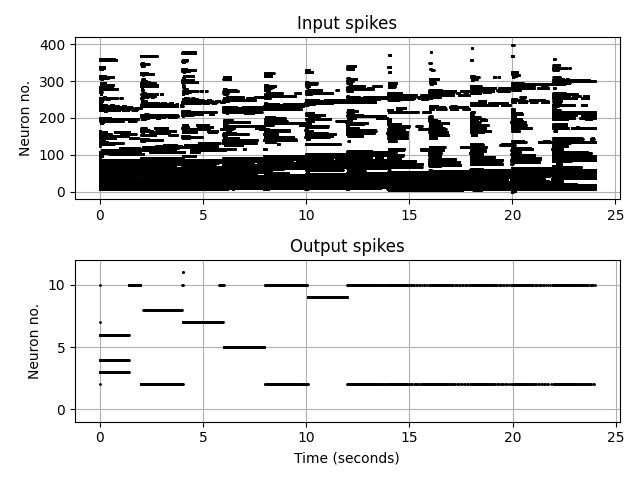 Input spikes
Neuron no.
400
300
200
100
0
0 5 10 15 20 25
Output spikes
Neuron no.
10
5
0
0 5 10 15 20 25
Time (seconds)